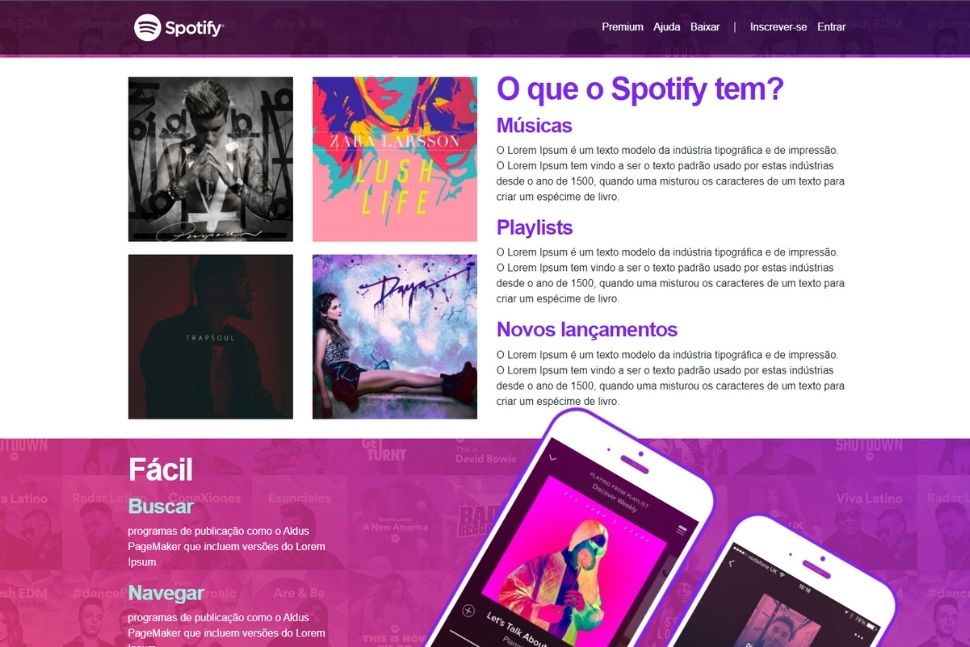 Spotify
Premium Ajuda Baixar | Inscrever-se Entrar
O que o Spotify tem?
Músicas
O Lorem Ipsum é um texto modelo da indústria tipográfica e de impressão.
O Lorem Ipsum tem vindo a ser o texto padrão usado por estas indústrias
desde o ano de 1500, quando uma misturou os caracteres de um texto para
criar um espécime de livro.
Playlists
O Lorem Ipsum é um texto modelo da indústria tipográfica e de impressão.
O Lorem Ipsum tem vindo a ser o texto padrão usado por estas indústrias
desde o ano de 1500, quando uma misturou os caracteres de um texto para
criar um espécime de livro.
Novos lançamentos
O Lorem Ipsum é um texto modelo da indústria tipográfica e de impressão.
O Lorem Ipsum tem vindo a ser o texto padrão usado por estas indústrias
desde o ano de 1500, quando uma misturou os caracteres de um texto para
criar um espécime de livro.
Purpose
ZARA LARSSON
LUSH
LIFE
TRAPSOUL
Daya
Fácil
Buscar
programas de publicação como o Aldus
PageMaker que incluem versões do Lorem
Ipsum.
Navegar
programas de publicação como o Aldus
PageMaker que incluem versões do Lorem
PLAYING FROM PLAYLIST
Discover Weekly
Let's Talk About
vodafone UK
15:16
78%
SHUTDOWN
GET
TURNT
This is
David Bowie
Viva Latino
Radar
ConeXiones
Esenciales
A New America
Are & Be
THIS IS HOW